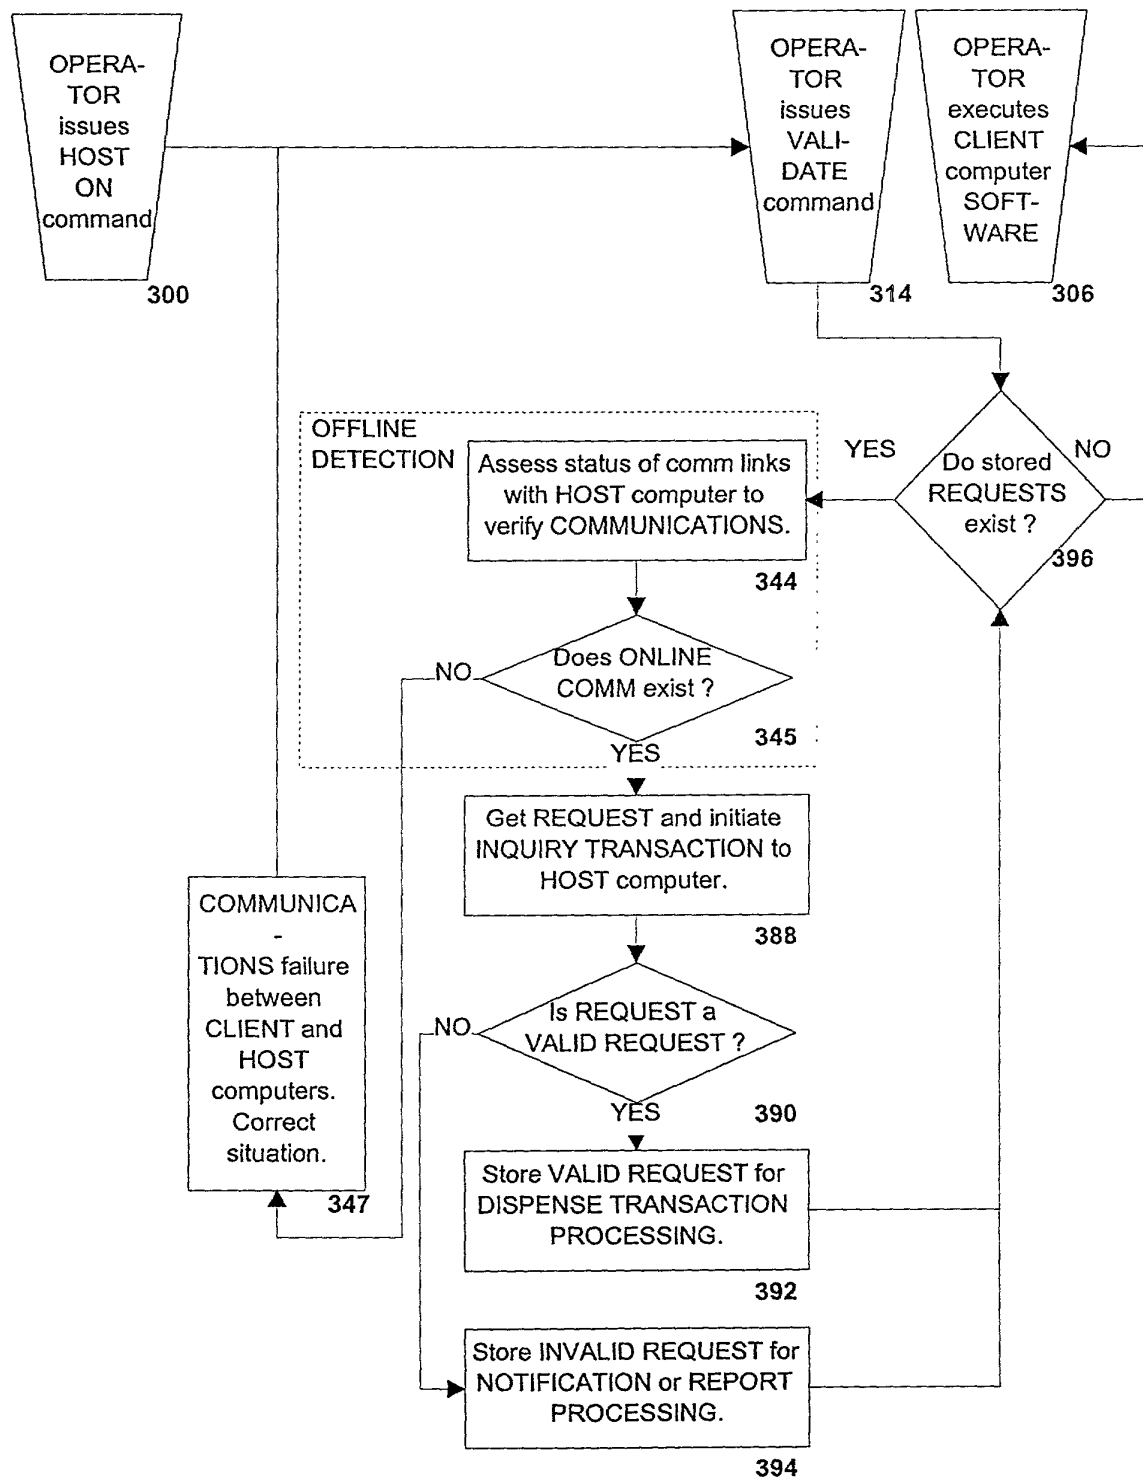 OPERA-
TOR
issues
HOST
ON
command
300
OPERA-
TOR
issues
VALI-
DATE
command
314
OPERA-
TOR
executes
CLIENT
computer
SOFT-
WARE
306
OFFLINE
DETECTION
Assess status of comm links
with HOST computer to
verify COMMUNICATIONS.
344
YES
Do stored
REQUESTS
exist ?
NO
396
NO
Does ONLINE
COMM exist ?
345
YES
Get REQUEST and initiate
INQUIRY TRANSACTION to
HOST computer.
388
COMMUNICA
-
TIONS failure
between
CLIENT and
HOST
computers.
Correct
situation.
347
NO
Is REQUEST a
VALID REQUEST ?
390
YES
Store VALID REQUEST for
DISPENSE TRANSACTION
PROCESSING.
392
Store INVALID REQUEST for
NOTIFICATION or REPORT
PROCESSING.
394